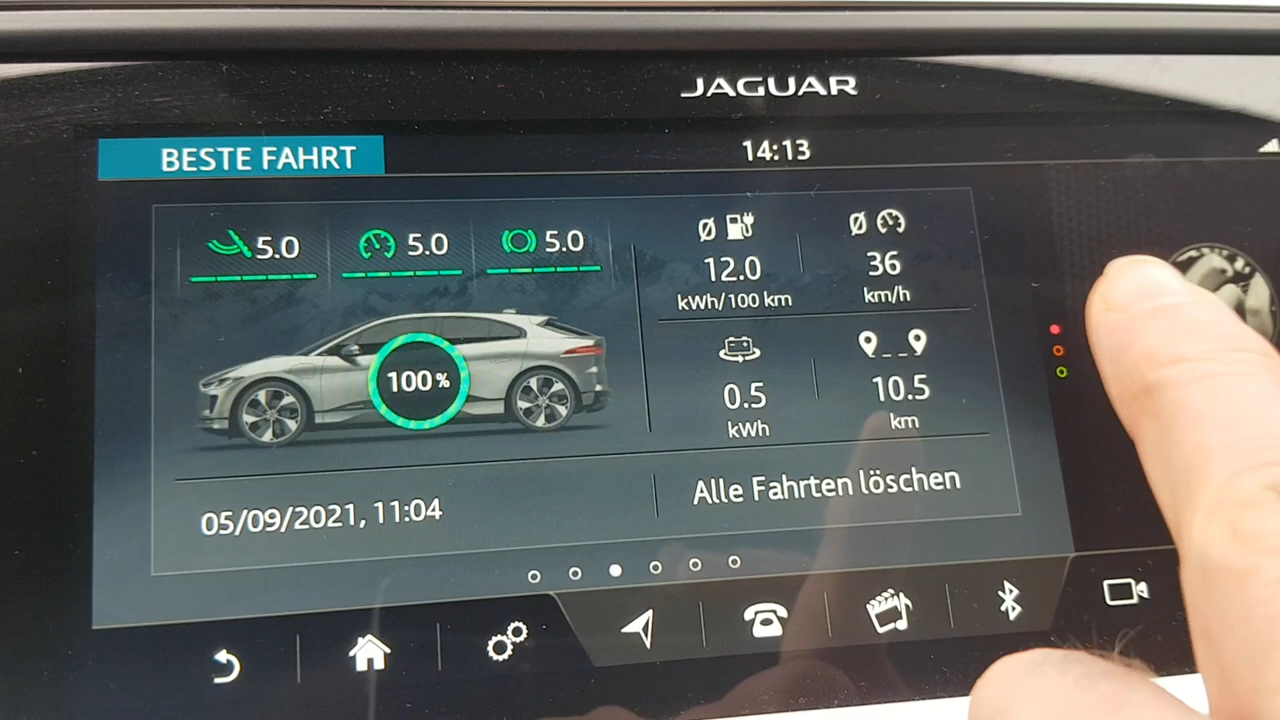 JAGUAR
BESTE FAHRT
14:13
5.0
5.0
5.0
Ø
12.0
kWh/100 km
Ø
36
km/h
100 %
0.5
kWh
10.5
km
05/09/2021, 11:04
Alle Fahrten löschen